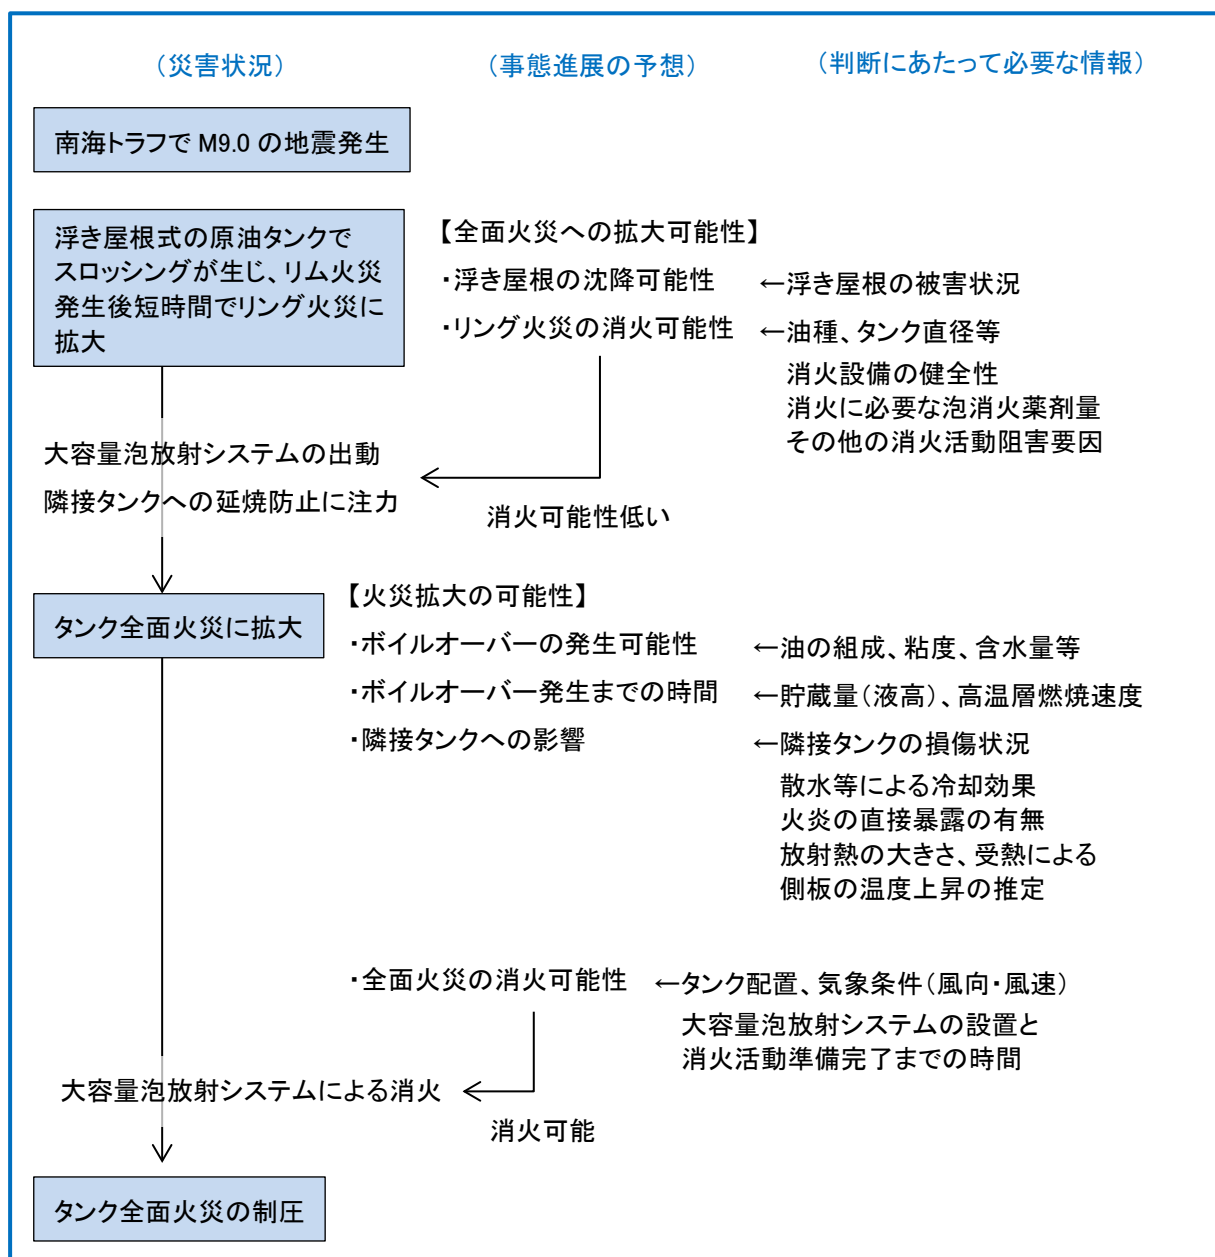 （災害状況）
（事態進展の予想）
（判断にあたって必要な情報）
南海トラフで M9.0 の地震発生
浮き屋根式の原油タンクで
スロッシングが生じ、リム火災
発生後短時間でリング火災に
拡大
【全面火災への拡大可能性】
・浮き屋根の沈降可能性
←浮き屋根の被害状況
・リング火災の消火可能性
←油種、タンク直径等
消火設備の健全性
消火に必要な泡消火薬剤量
その他の消火活動阻害要因
大容量泡放射システムの出動
隣接タンクへの延焼防止に注力
消火可能性低い
タンク全面火災に拡大
【火災拡大の可能性】
・ボイルオーバーの発生可能性
←油の組成、粘度、含水量等
・ボイルオーバー発生までの時間
←貯蔵量（液高）、高温層燃焼速度
・隣接タンクへの影響
←隣接タンクの損傷状況
散水等による冷却効果
火炎の直接暴露の有無
放射熱の大きさ、受熱による
側板の温度上昇の推定
・全面火災の消火可能性
←タンク配置、気象条件（風向・風速）
大容量泡放射システムの設置と
消火活動準備完了までの時間
大容量泡放射システムによる消火
消火可能
タンク全面火災の制圧